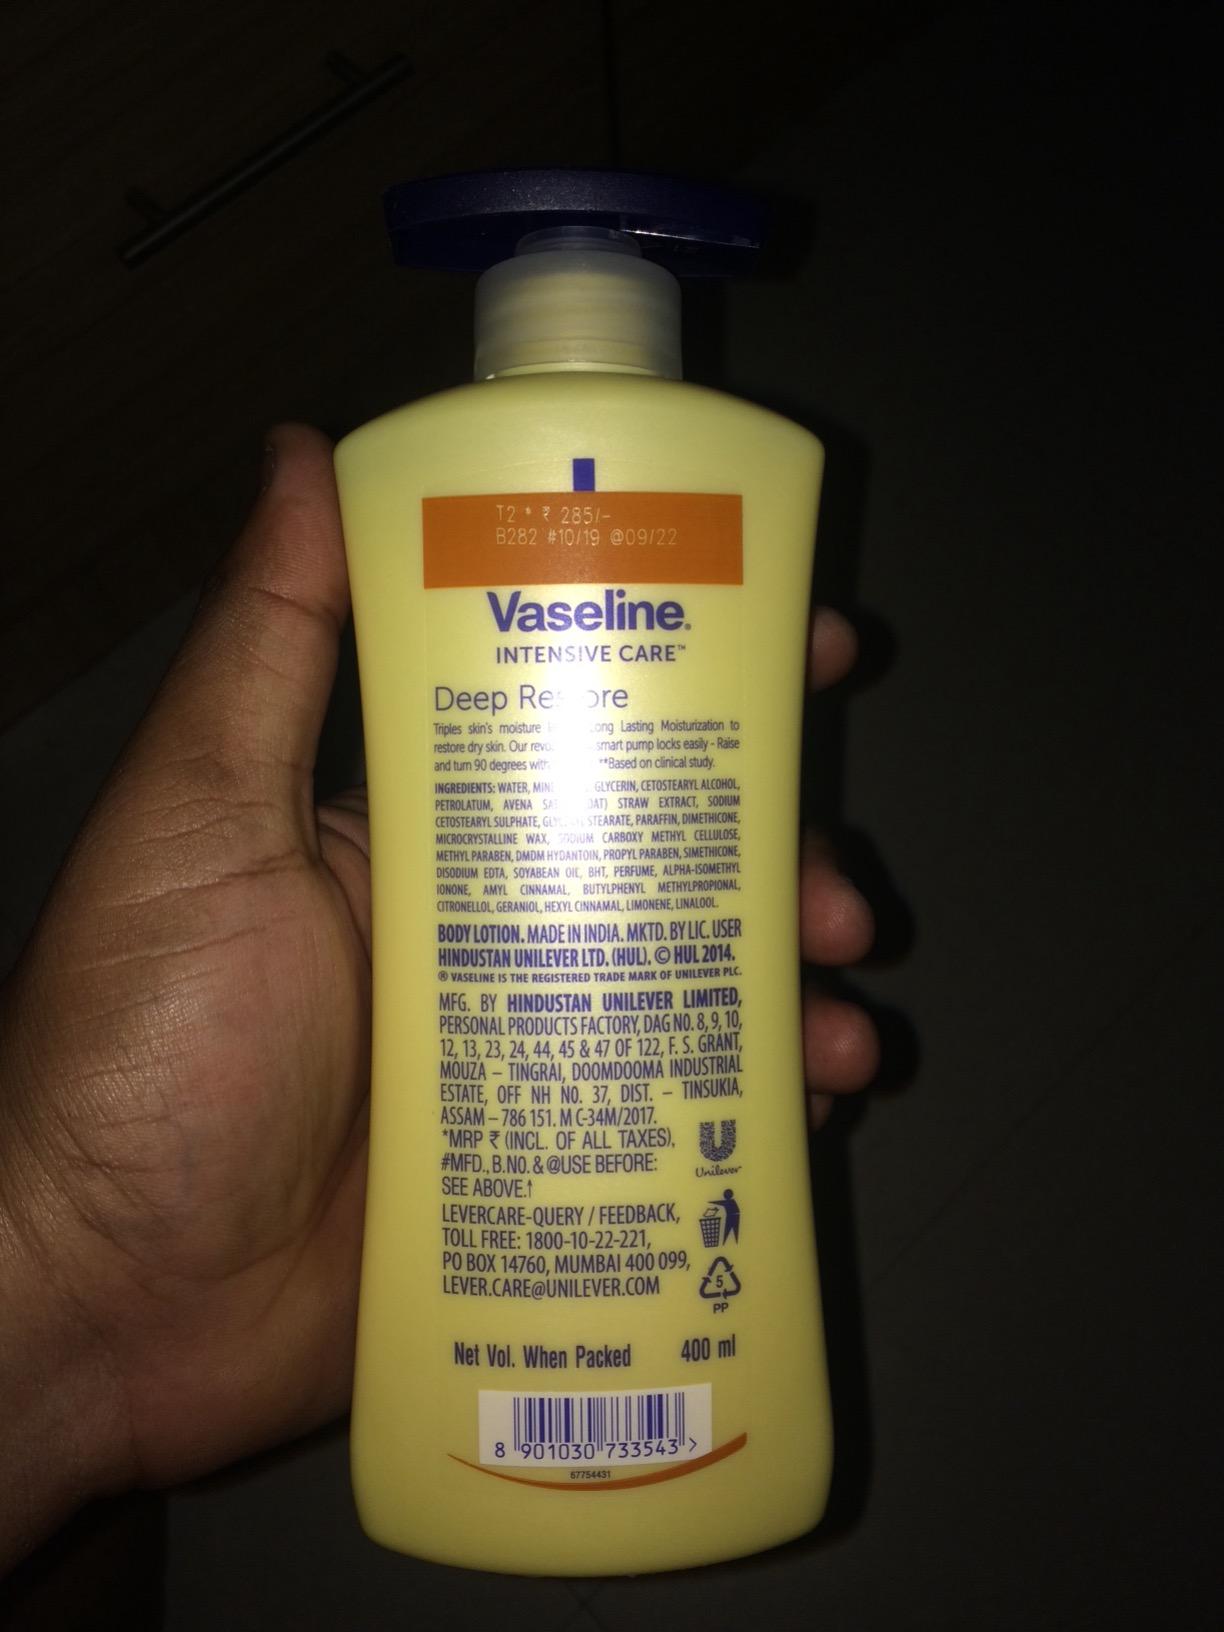 T2 * ₹ 285/-
B282 #10/19 @09/22
Vaseline.
INTENSIVE CARE™
Deep Re ore
Triples skin's moisture Long Lasting Moisturization to
restore dry skin. Our smart pump locks easily - Raise
and turn 90 degrees **Based on clinical study.
INGREDIENTS: WATER, GLYCERIN, CETOSTEARYL ALCOHOL,
PETROLATUM, AVENA STRAW EXTRACT, SODIUM
CETOSTEARYL SULPHATE, STEARATE, PARAFFIN, DIMETHICONE,
MICROCRYSTALLINE WAX, SODIUM CARBOXY METHYL CELLULOSE,
METHYL PARABEN, DMDM HYDANTOIN, PROPYL PARABEN, SIMETHICONE,
DISODIUM EDTA, SOYABEAN OIL, BHT, PERFUME, ALPHA-ISOMETHYL
IONONE, AMYL CINNAMAL, BUTYLPHENYL METHYLPROPIONAL,
CITRONELLOL, GERANIOL, HEXYL CINNAMAL, LIMONENE, LINALOOL.
BODY LOTION. MADE IN INDIA. MKTD. BY LIC. USER
HINDUSTAN UNILEVER LTD. (HUL). © HUL 2014.
® VASELINE IS THE REGISTERED TRADE MARK OF UNILEVER PLC.
MFG. BY HINDUSTAN UNILEVER LIMITED,
PERSONAL PRODUCTS FACTORY, DAG NO. 8, 9, 10,
12, 13, 23, 24, 44, 45 & 47 OF 122, F. S. GRANT,
MOUZA – TINGRAI, DOOMDOOMA INDUSTRIAL
ESTATE, OFF NH NO. 37, DIST. – TINSUKIA,
ASSAM – 786 151. M C-34M/2017.
*MRP ₹ (INCL. OF ALL TAXES),
#MFD., B.NO. & @USE BEFORE:
SEE ABOVE.↑
Unilever
LEVERCARE-QUERY / FEEDBACK,
TOLL FREE: 1800-10-22-221,
PO BOX 14760, MUMBAI 400 099,
LEVER.CARE@UNILEVER.COM
5
PP
Net Vol. When Packed 400 ml
8 901030 733543 >
67754431